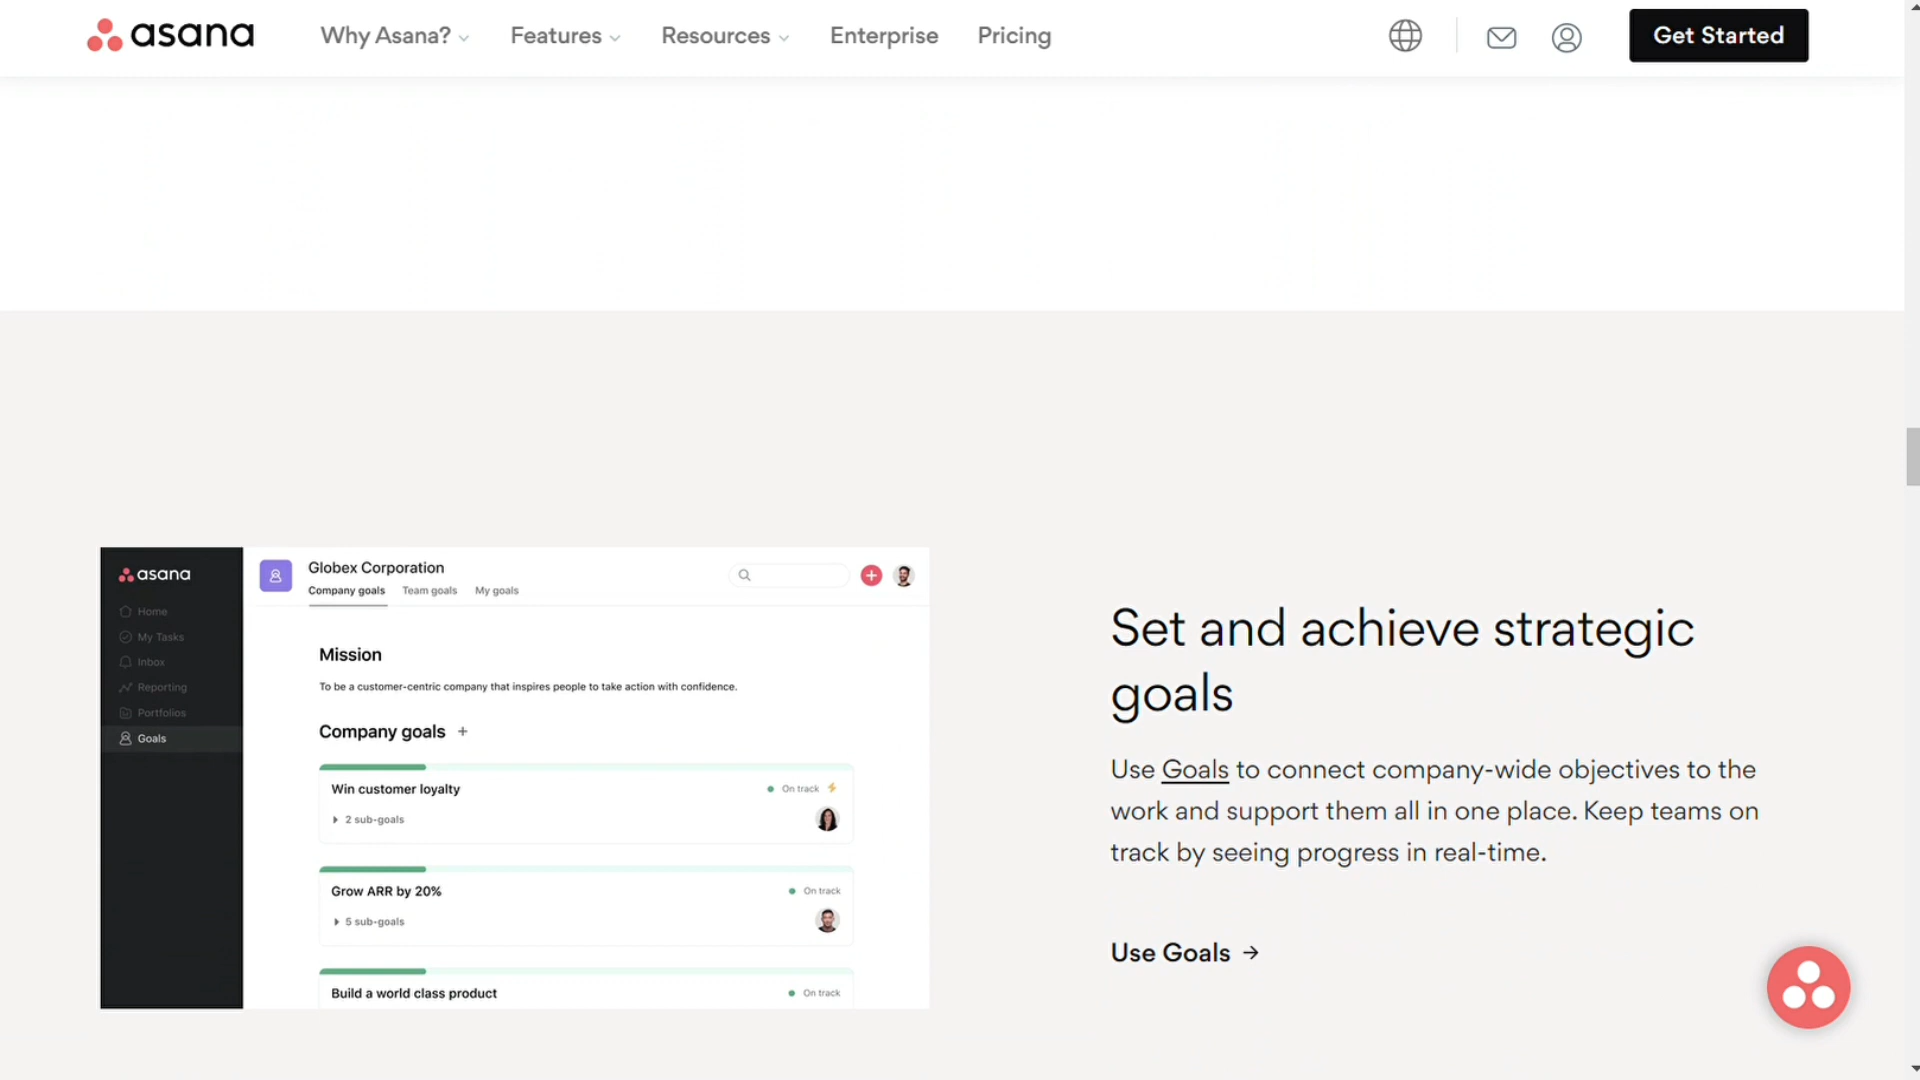 asana
Why Asana?
Features
Resources
Enterprise
Pricing
Get Started
asana
Home
My Tasks
Inbox
Reporting
Portfolios
Goals
Globex Corporation
Company goals
Team goals
My goals
Mission
To be a customer-centric company that inspires people to take action with confidence.
Company goals +
Win customer loyalty
On track
2 sub-goals
Grow ARR by 20%
On track
5 sub-goals
Build a world class product
On track
Set and achieve strategic
goals
Use Goals to connect company-wide objectives to the
work and support them all in one place. Keep teams on
track by seeing progress in real-time.
Use Goals →